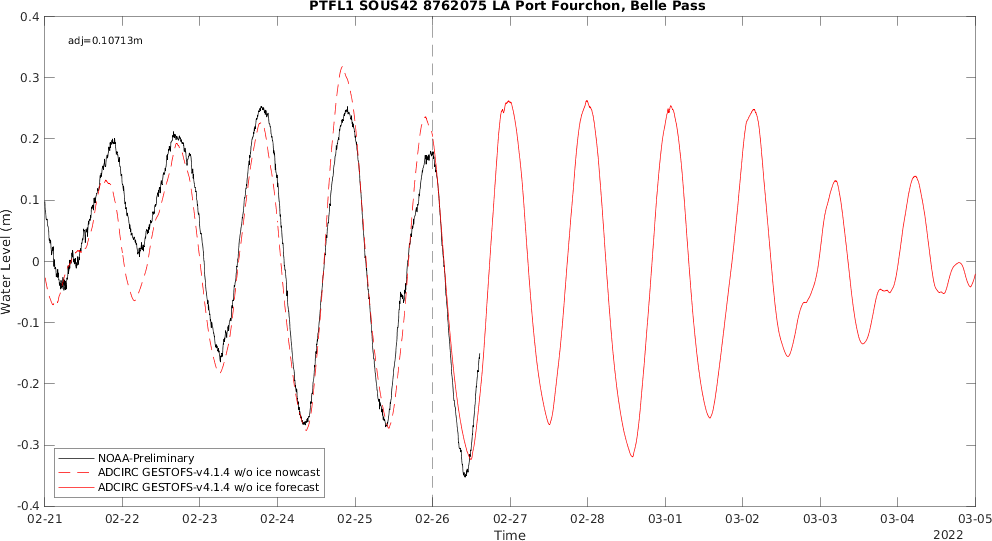 PTFL1 SOUS42 8762075 LA Port Fourchon, Belle Pass
adj=0.10713m
0.4
0.3
0.2
0.1
0
-0.1
-0.2
-0.3
-0.4
Water Level (m)
NOAA-Preliminary
ADCIRC GESTOFS-v4.1.4 w/o ice nowcast
ADCIRC GESTOFS-v4.1.4 w/o ice forecast
02-21 02-22 02-23 02-24 02-25 02-26 02-27 02-28 03-01 03-02 03-03 03-04 03-05
Time
2022